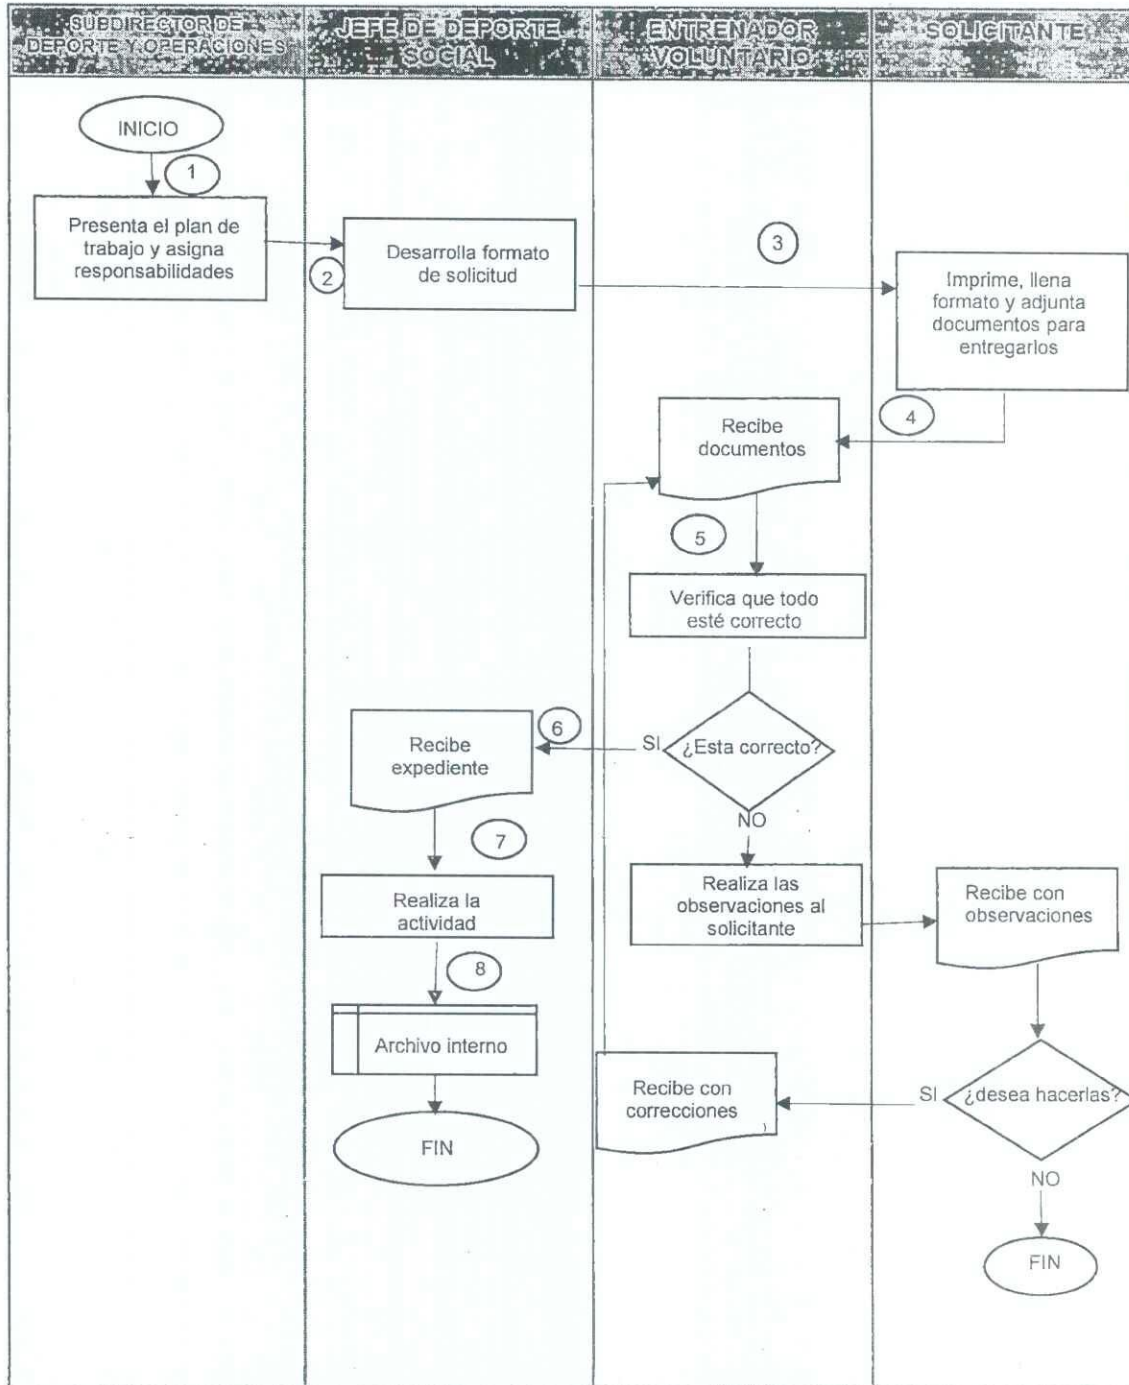 SUBDIRECTOR DE
DEPORTE Y OPERACIONES
JEFE DE DEPORTE
SOCIAL
ENTRENADOR
VOLUNTARIO
SOLICITANTE
INICIO
1
Presenta el plan de
trabajo y asigna
responsabilidades
2
Desarrolla formato
de solicitud
3
Imprime, llena
formato y adjunta
documentos para
entregarlos
4
Recibe
documentos
5
Verifica que todo
esté correcto
¿Esta correcto?
SI
6
Recibe
expediente
NO
7
Realiza la
actividad
Realiza las
observaciones al
solicitante
Recibe con
observaciones
8
Archivo interno
¿desea hacerlas?
SI
Recibe con
correcciones
FIN
NO
FIN